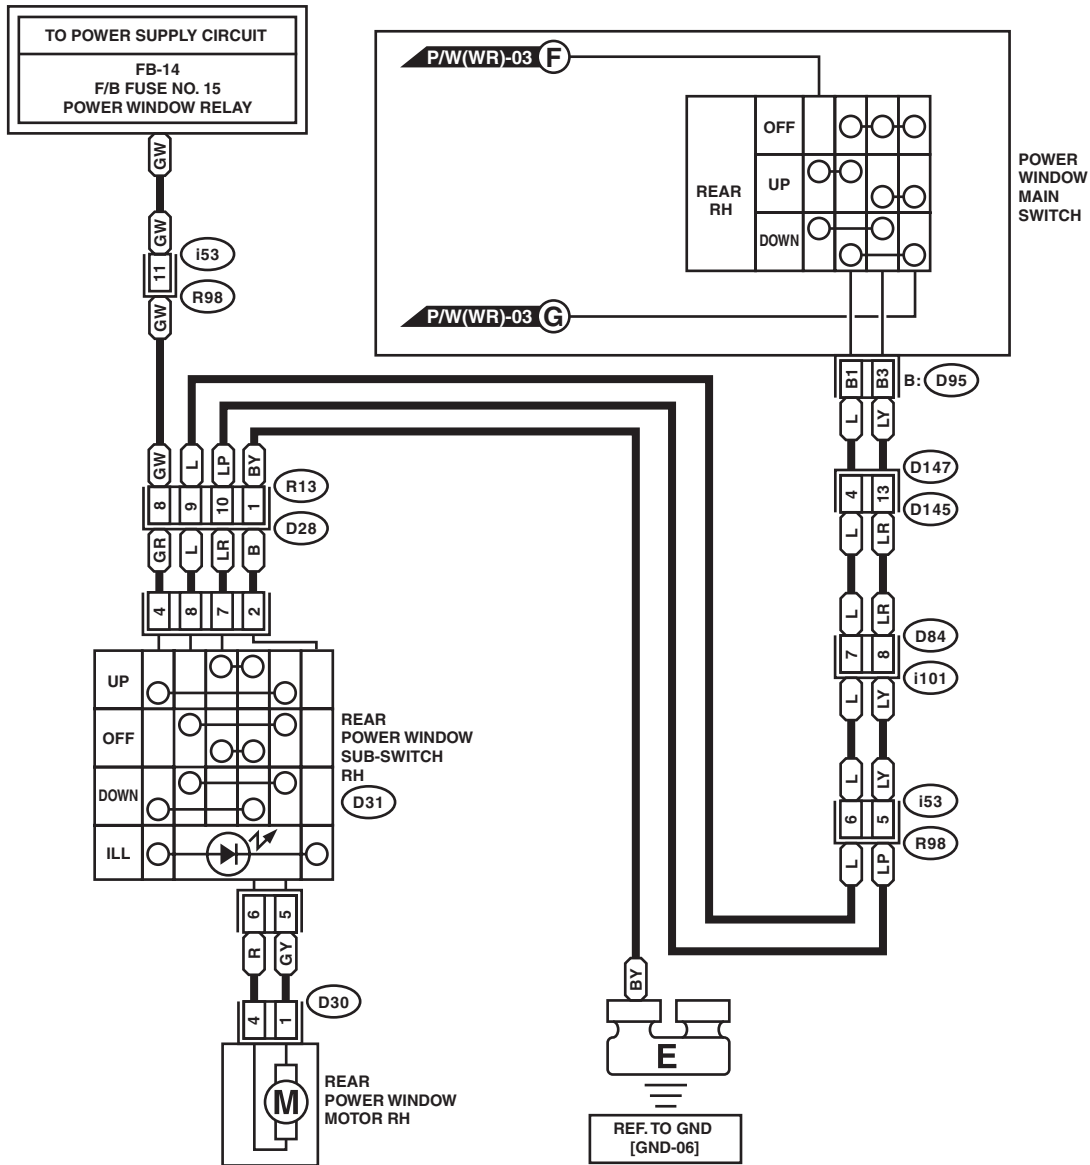 TO POWER SUPPLY CIRCUIT
FB-14
F/B FUSE NO. 15
POWER WINDOW RELAY
P/W(WR)-03 F
OFF
UP
DOWN
REAR
RH
POWER
WINDOW
MAIN
SWITCH
P/W(WR)-03 G
GW
GW
11
i53
R98
GW
B1 B3
B: D95
L LY
D147
4 13
D145
L LR
L LR
D84
7 8
i101
L LY
L LY
i53
6 5
R98
L LP
GW L LP BY
R13
8 9 10 1
D28
GR L LR B
4 8 7 2
UP
OFF
DOWN
ILL
REAR
POWER WINDOW
SUB-SWITCH
RH
D31
6 5
R GY
D30
4 1
M
REAR
POWER WINDOW
MOTOR RH
BY
E
REF. TO GND
[GND-06]